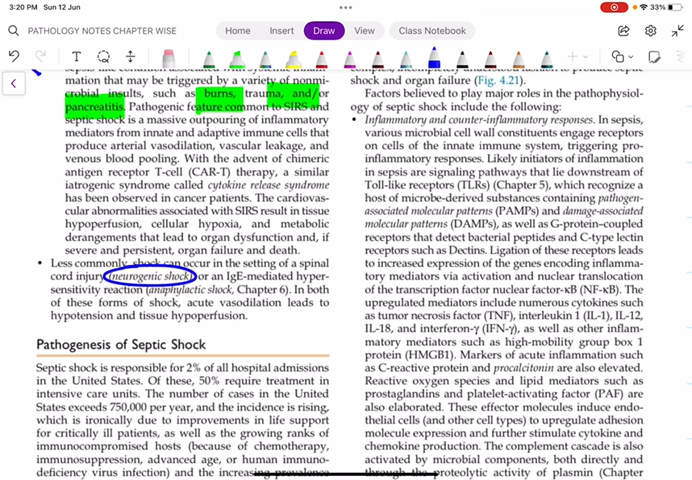 3:20 PM Sun 12 Jun
33%
PATHOLOGY NOTES CHAPTER WISE
Home Insert Draw View Class Notebook
mation that may be triggered by a variety of nonmi-
crobial insults, such as burns, trauma, and/or
pancreatitis. Pathogenic feature common to SIRS and
septic shock is a massive outpouring of inflammatory
mediators from innate and adaptive immune cells that
produce arterial vasodilation, vascular leakage, and
venous blood pooling. With the advent of chimeric
antigen receptor T-cell (CAR-T) therapy, a similar
iatrogenic syndrome called cytokine release syndrome
has been observed in cancer patients. The cardiovas-
cular abnormalities associated with SIRS result in tissue
hypoperfusion, cellular hypoxia, and metabolic
derangements that lead to organ dysfunction and, if
severe and persistent, organ failure and death.
• Less commonly, shock can occur in the setting of a spinal
cord injury (neurogenic shock) or an IgE-mediated hyper-
sensitivity reaction (anaphylactic shock, Chapter 6). In both
of these forms of shock, acute vasodilation leads to
hypotension and tissue hypoperfusion.
Pathogenesis of Septic Shock
Septic shock is responsible for 2% of all hospital admissions
in the United States. Of these, 50% require treatment in
intensive care units. The number of cases in the United
States exceeds 750,000 per year, and the incidence is rising,
which is ironically due to improvements in life support
for critically ill patients, as well as the growing ranks of
immunocompromised hosts (because of chemotherapy,
immunosuppression, advanced age, or human immuno-
deficiency virus infection) and the increasing prevalence
shock and organ failure (Fig. 4.21).
Factors believed to play major roles in the pathophysiol-
ogy of septic shock include the following:
• Inflammatory and counter-inflammatory responses. In sepsis,
various microbial cell wall constituents engage receptors
on cells of the innate immune system, triggering pro-
inflammatory responses. Likely initiators of inflammation
in sepsis are signaling pathways that lie downstream of
Toll-like receptors (TLRs) (Chapter 5), which recognize a
host of microbe-derived substances containing pathogen-
associated molecular patterns (PAMPs) and damage-associated
molecular patterns (DAMPs), as well as G-protein–coupled
receptors that detect bacterial peptides and C-type lectin
receptors such as Dectins. Ligation of these receptors leads
to increased expression of the genes encoding inflamm-
atory mediators via activation and nuclear translocation
of the transcription factor nuclear factor-κB (NF-κB). The
upregulated mediators include numerous cytokines such
as tumor necrosis factor (TNF), interleukin 1 (IL-1), IL-12,
IL-18, and interferon-γ (IFN-γ), as well as other inflam-
matory mediators such as high-mobility group box 1
protein (HMGB1). Markers of acute inflammation such
as C-reactive protein and procalcitonin are also elevated.
Reactive oxygen species and lipid mediators such as
prostaglandins and platelet-activating factor (PAF) are
also elaborated. These effector molecules induce endo-
thelial cells (and other cell types) to upregulate adhesion
molecule expression and further stimulate cytokine and
chemokine production. The complement cascade is also
activated by microbial components, both directly and
through the proteolytic activity of plasmin (Chapter